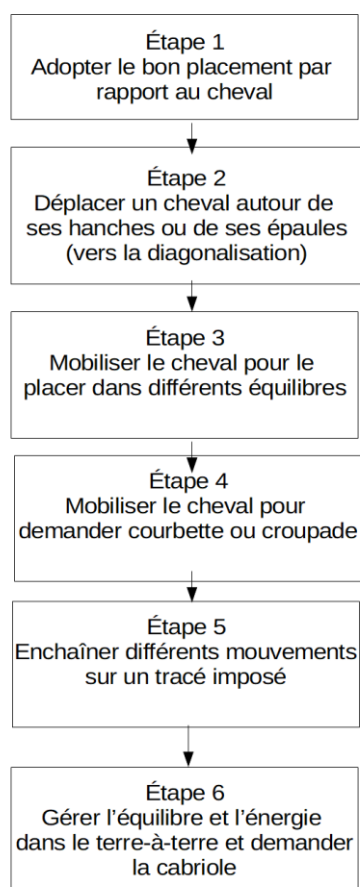 Étape 1
Adopter le bon placement par
rapport au cheval
Étape 2
Déplacer un cheval autour de
ses hanches ou de ses épaules
(vers la diagonalisation)
Étape 3
Mobiliser le cheval pour le
placer dans différents équilibres
Étape 4
Mobiliser le cheval pour
demander courbette ou croupade
Étape 5
Enchaîner différents mouvements
sur un tracé imposé
Étape 6
Gérer l’équilibre et l’énergie
dans le terre-à-terre et demander
la cabriole